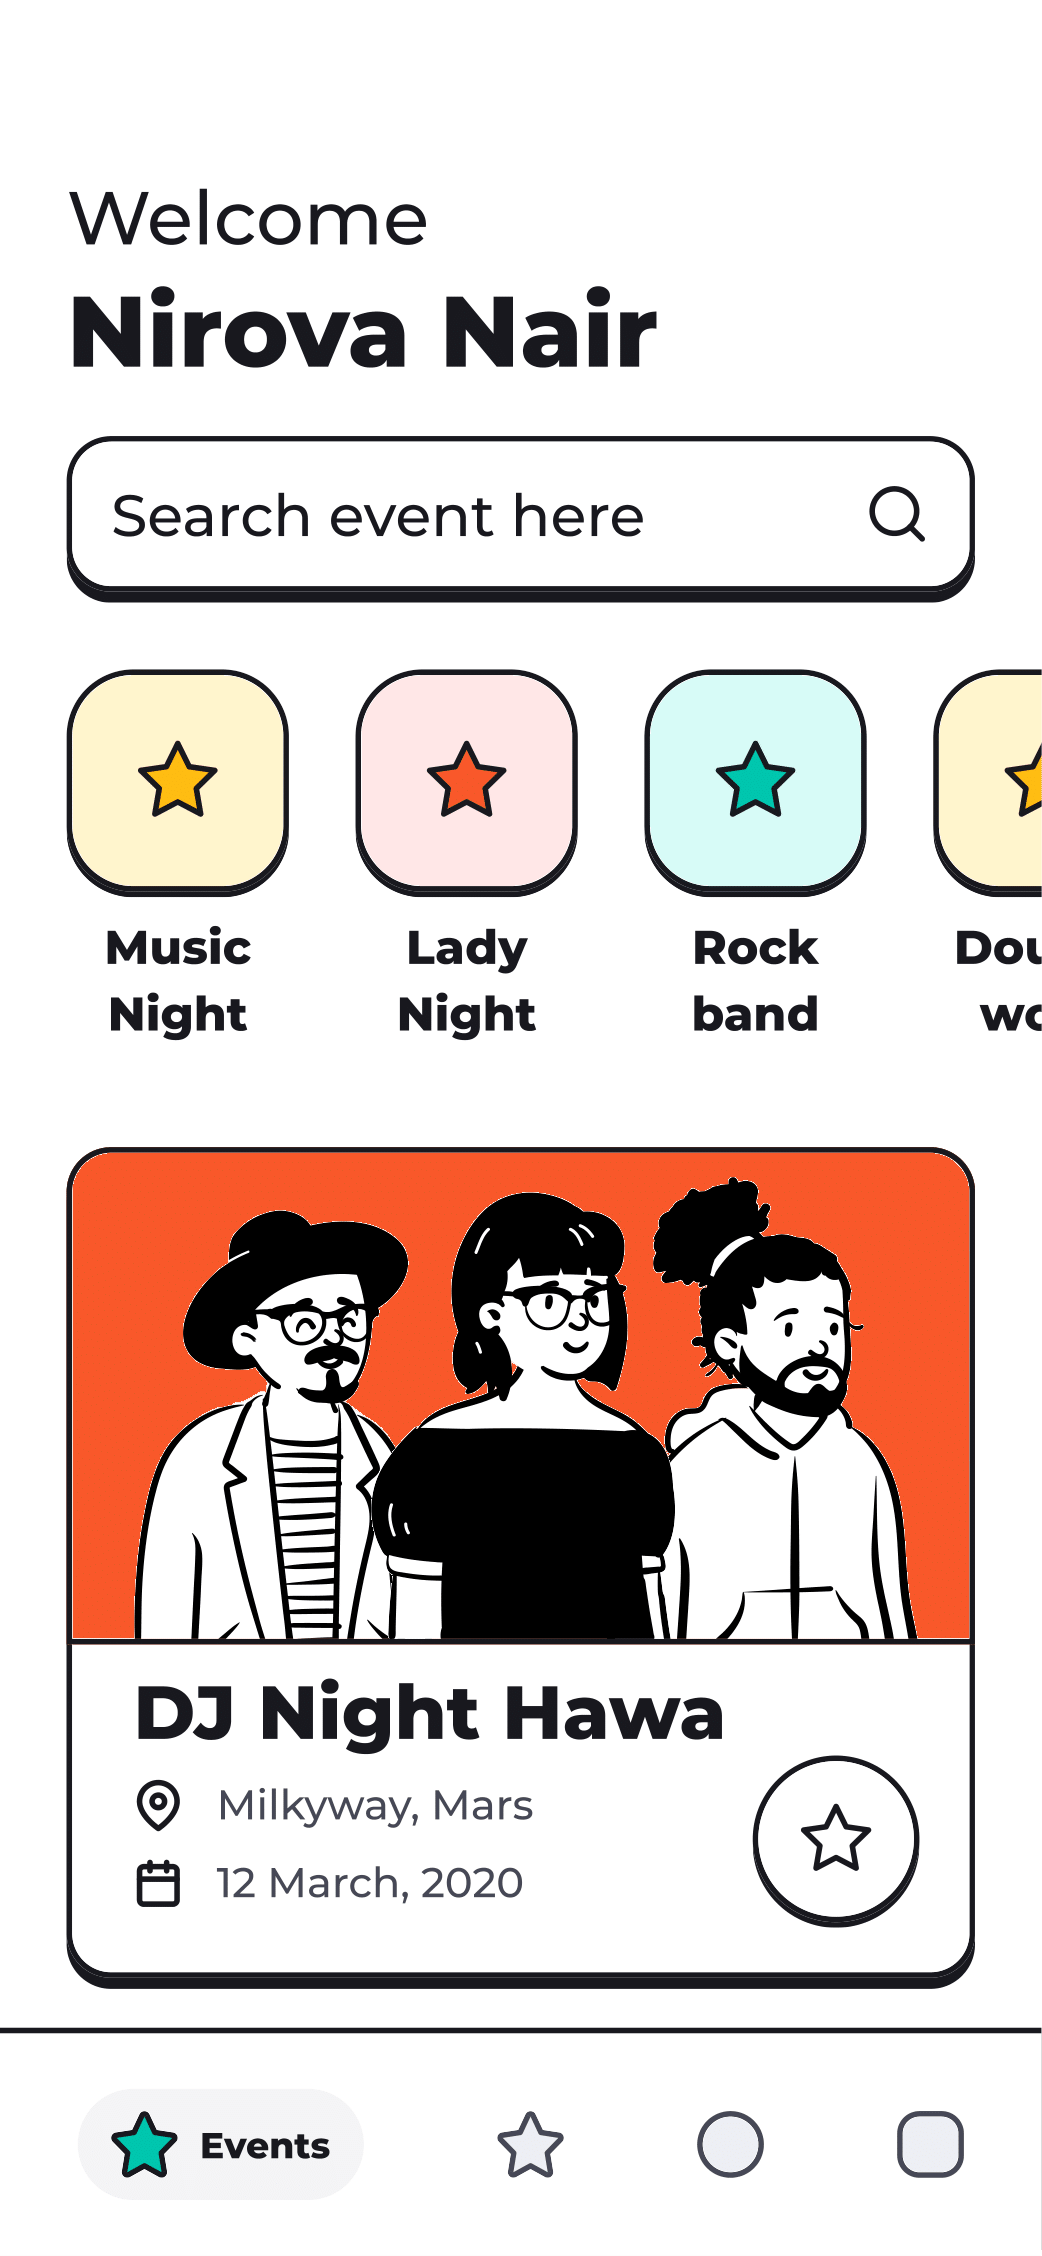 Welcome
Nirova Nair
Search event here
Music
Night
Lady
Night
Rock
band
DJ Night Hawa
Milkyway, Mars
12 March, 2020
Events